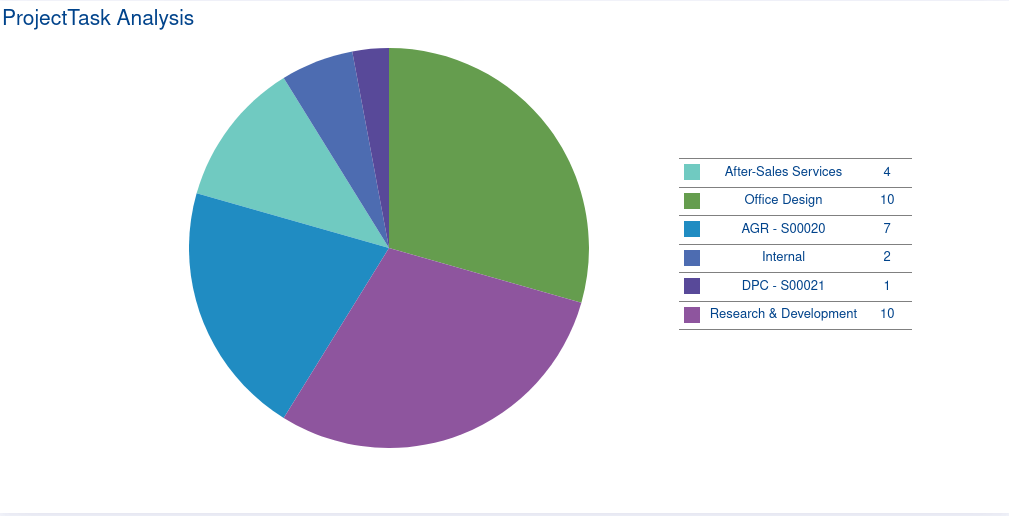 ProjectTask Analysis
After-Sales Services 4
Office Design 10
AGR - S00020 7
Internal 2
DPC - S00021 1
Research & Development 10